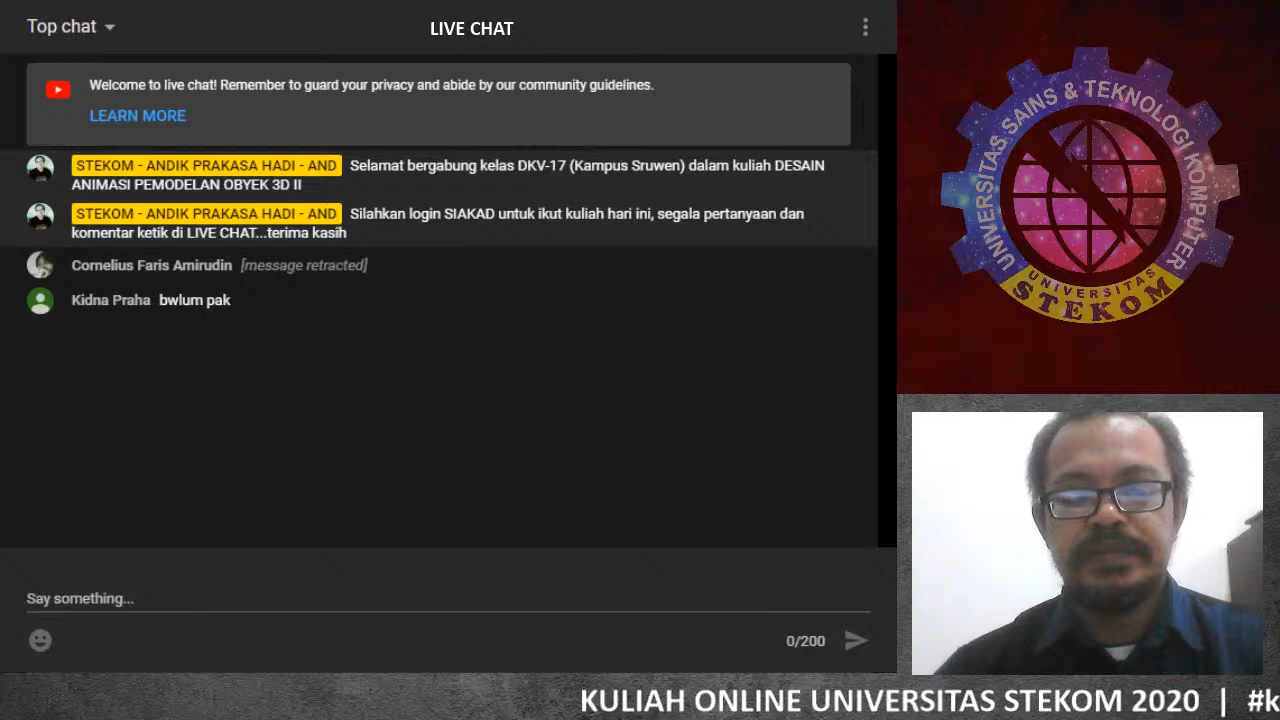 Top chat
LIVE CHAT
Welcome to live chat! Remember to guard your privacy and abide by our community guidelines.
LEARN MORE
STEKOM - ANDIK PRAKASA HADI - AND Selamat bergabung kelas DKV-17 (Kampus Sruwen) dalam kuliah DESAIN
ANIMASI PEMODELAN OBYEK 3D II
STEKOM - ANDIK PRAKASA HADI - AND Silahkan login SIAKAD untuk ikut kuliah hari ini, segala pertanyaan dan
komentar ketik di LIVE CHAT...terima kasih
Cornelius Faris Amirudin [message retracted]
Kidna Praha bwlum pak
Say something...
0/200
UNIVERSITAS SAINS & TEKNOLOGI KOMPUTER
UNIVERSITAS
STEKOM
KULIAH ONLINE UNIVERSITAS STEKOM 2020 | #k